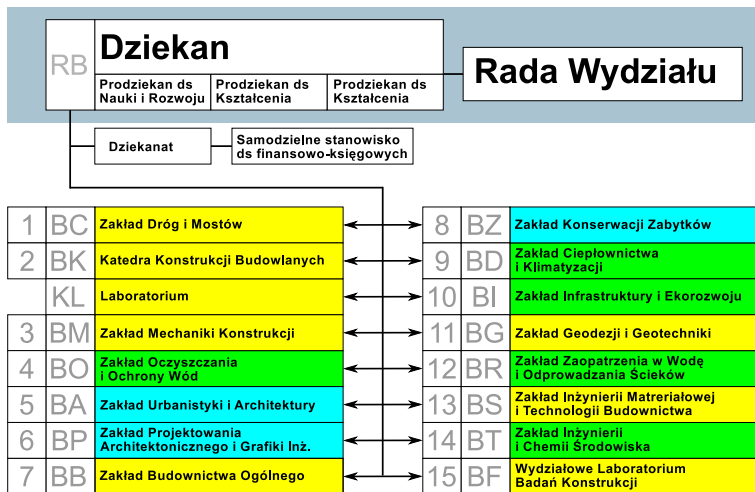 RB
Dziekan
Prodziekan ds
Nauki i Rozwoju
Prodziekan ds
Kształcenia
Prodziekan ds
Kształcenia
Rada Wydziału
Dziekanat
Samodzielne stanowisko
ds finansowo-księgowych
1 BC Zakład Dróg i Mostów
2 BK Katedra Konstrukcji Budowlanych
KL Laboratorium
3 BM Zakład Mechaniki Konstrukcji
4 BO Zakład Oczyszczania
i Ochrony Wód
5 BA Zakład Urbanistyki i Architektury
6 BP Zakład Projektowania
Architektonicznego i Grafiki Inż.
7 BB Zakład Budownictwa Ogólnego
8 BZ Zakład Konserwacji Zabytków
9 BD Zakład Ciepłownictwa
i Klimatyzacji
10 BI Zakład Infrastruktury i Ekorozwoju
11 BG Zakład Geodezji i Geotechniki
12 BR Zakład Zaopatrzenia w Wodę
i Odprowadzania Ścieków
13 BS Zakład Inżynierii Matreriałowej
i Technologii Budownictwa
14 BT Zakład Inżynierii
i Chemii Środowiska
15 BF Wydziałowe Laboratorium
Badań Konstrukcji